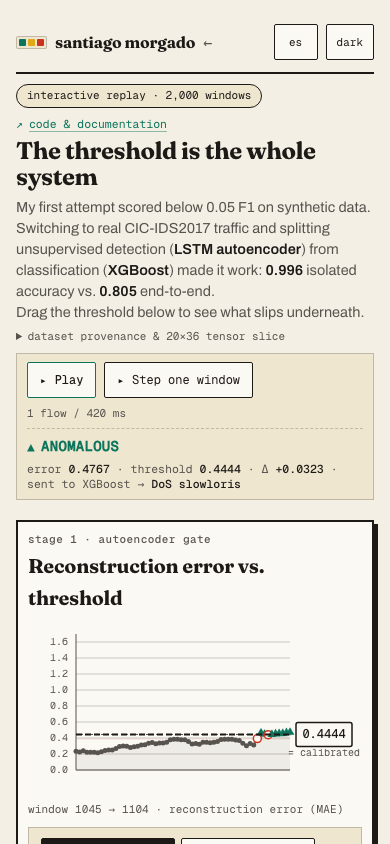 santiago morgado ←
es
dark
interactive replay · 2,000 windows
↗ code & documentation
The threshold is the whole
system
My first attempt scored below 0.05 F1 on synthetic data.
Switching to real CIC-IDS2017 traffic and splitting
unsupervised detection (LSTM autoencoder) from
classification (XGBoost) made it work: 0.996 isolated
accuracy vs. 0.805 end-to-end.
Drag the threshold below to see what slips underneath.
▶ dataset provenance & 20×36 tensor slice
▸ Play
▸ Step one window
1 flow / 420 ms
▲ ANOMALOUS
error 0.4767 · threshold 0.4444 · Δ +0.0323 ·
sent to XGBoost → DoS slowloris
stage 1 · autoencoder gate
Reconstruction error vs.
threshold
1.6
1.4
1.2
1.0
0.8
0.6
0.4
0.2
0.0
0.4444
= calibrated
window 1045 → 1104 · reconstruction error (MAE)